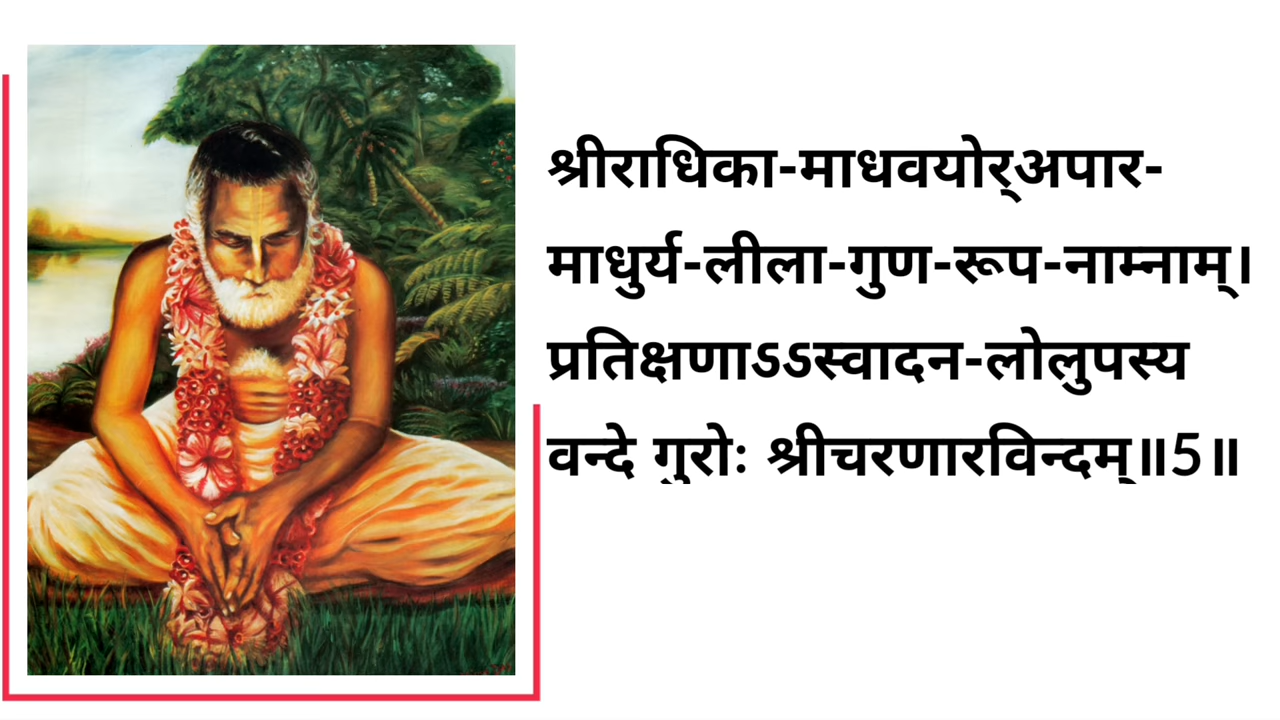 श्रीराधिका-माधवयोर्‌अपार-
माधुर्य-लीला-गुण-रूप-नाम्नाम्।
प्रतिक्षणाऽऽस्वादन-लोलुपस्य
वन्दे गुरोः श्रीचरणारविन्दम्॥5॥